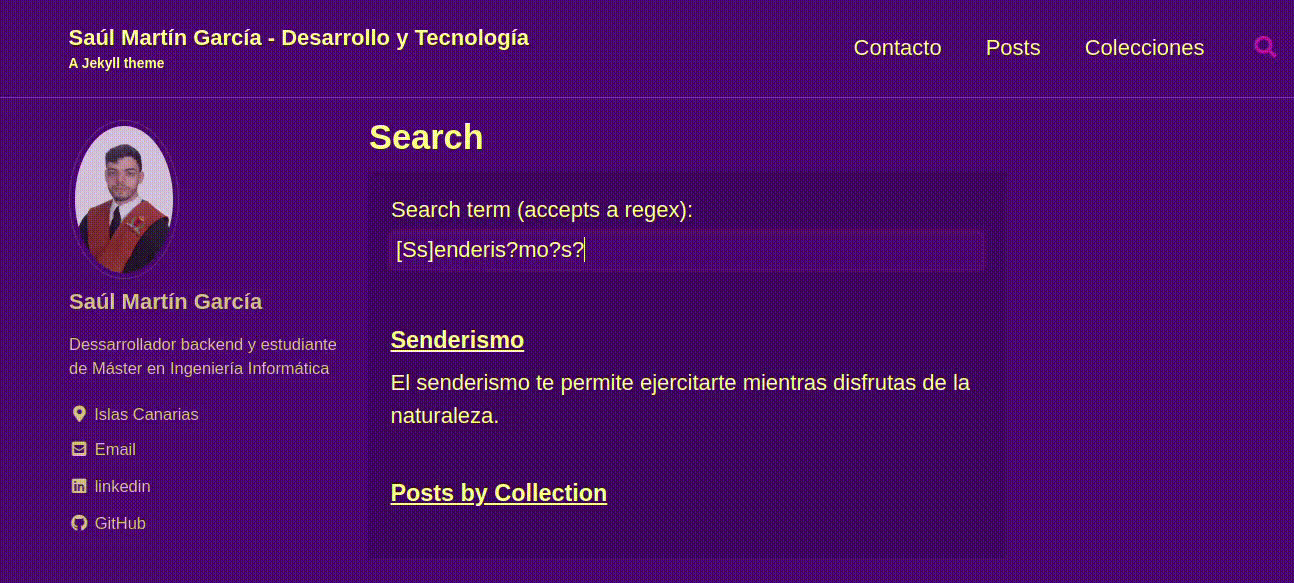 Saúl Martín García - Desarrollo y Tecnología
A Jekyll theme
Contacto Posts Colecciones
Saúl Martín García
Dessarrollador backend y estudiante
de Máster en Ingeniería Informática
Islas Canarias
Email
linkedin
GitHub
Search
Search term (accepts a regex):
[Ss]enderis?mo?s?
Senderismo
El senderismo te permite ejercitarte mientras disfrutas de la
naturaleza.
Posts by Collection